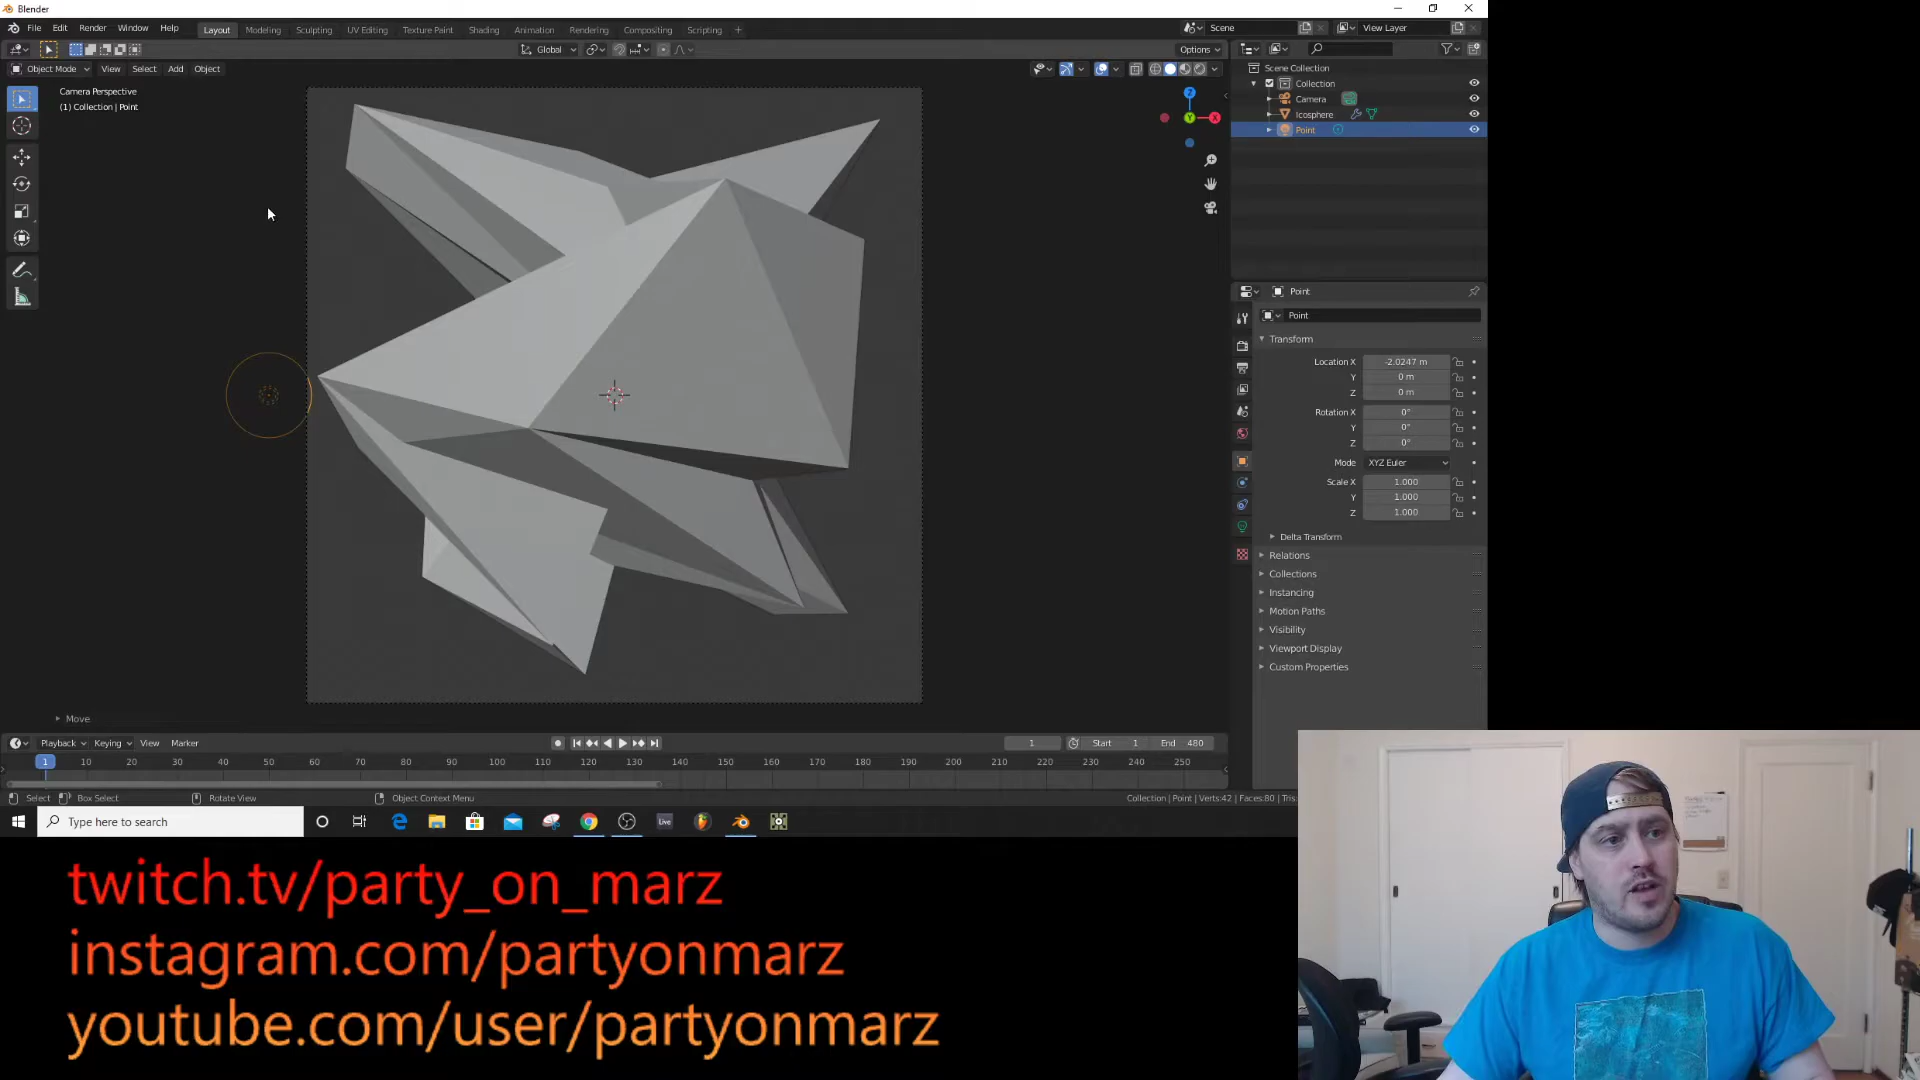 Blender
File Edit Render Window Help Layout Modeling Sculpting UV Editing Texture Paint Shading Animation Rendering Compositing Scripting + Scene View Layer
Global Options
Object Mode View Select Add Object
Camera Perspective
(1) Collection | Point
Z
Y
X
Scene Collection
Collection
Camera
Icosphere
Point
Point
Point
Transform
Location X -2.0247 m
Y 0 m
Z 0 m
Rotation X 0°
Y 0°
Z 0°
Mode XYZ Euler
Scale X 1.000
Y 1.000
Z 1.000
Delta Transform
Relations
Collections
Instancing
Motion Paths
Visibility
Viewport Display
Custom Properties
Move
Playback Keying View Marker 1 Start 1 End 480
1 10 20 30 40 50 60 70 80 90 100 110 120 130 140 150 160 170 180 190 200 210 220 230 240 250
Select Box Select Rotate View Object Context Menu Collection | Point | Verts:42 | Faces:80 | Tris:
Type here to search Live
twitch.tv/party_on_marz
instagram.com/partyonmarz
youtube.com/user/partyonmarz